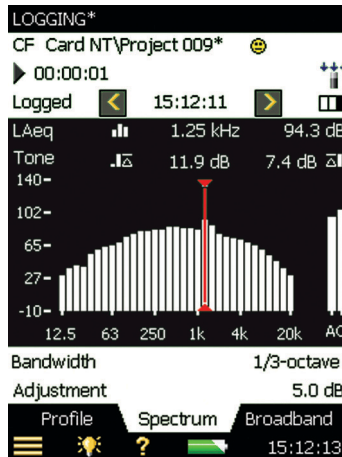 LOGGING*
CF Card NT\Project 009*
00:00:01
Logged < 15:12:11 >
LAeq 1.25 kHz 94.3 dB
Tone 11.9 dB 7.4 dB
140-
102-
65-
27-
-10-
12.5 63 250 1k 4k 20k AC
Bandwidth 1/3-octave
Adjustment 5.0 dB
Profile Spectrum Broadband
? 15:12:13